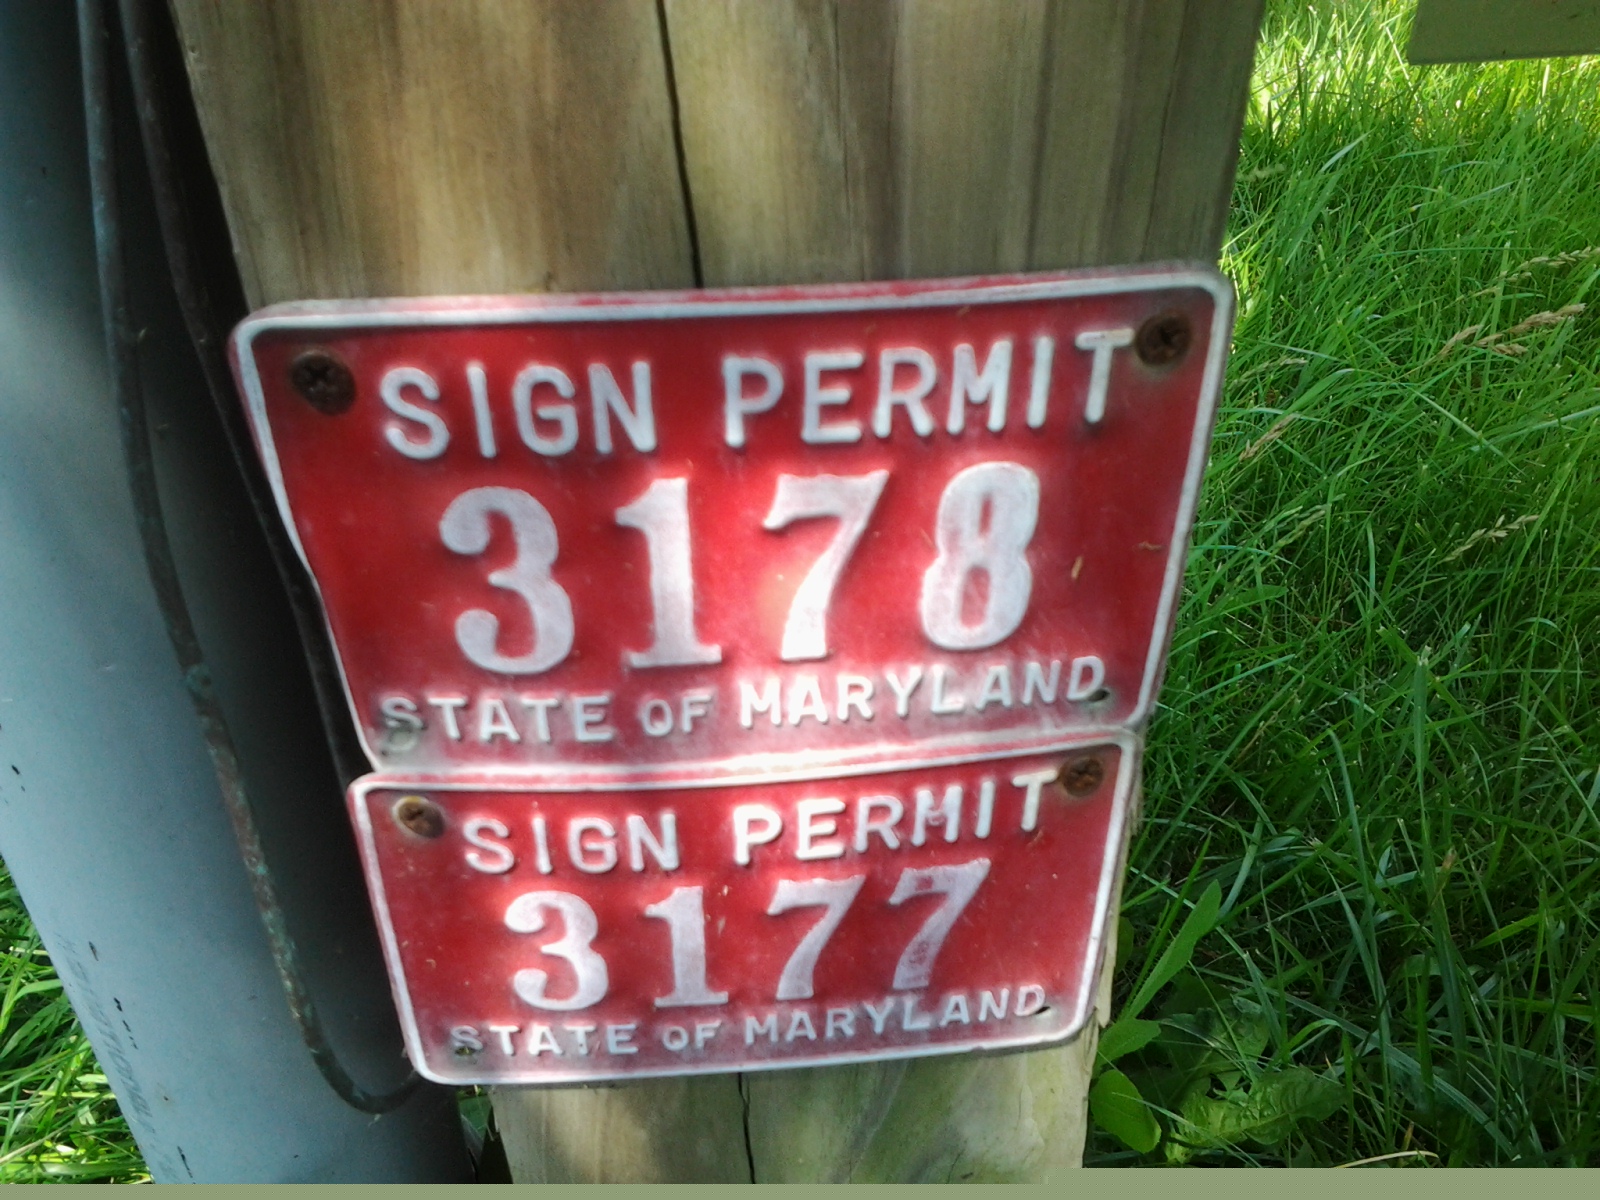 SIGN PERMIT
3178
STATE OF MARYLAND
SIGN PERMIT
3177
STATE OF MARYLAND